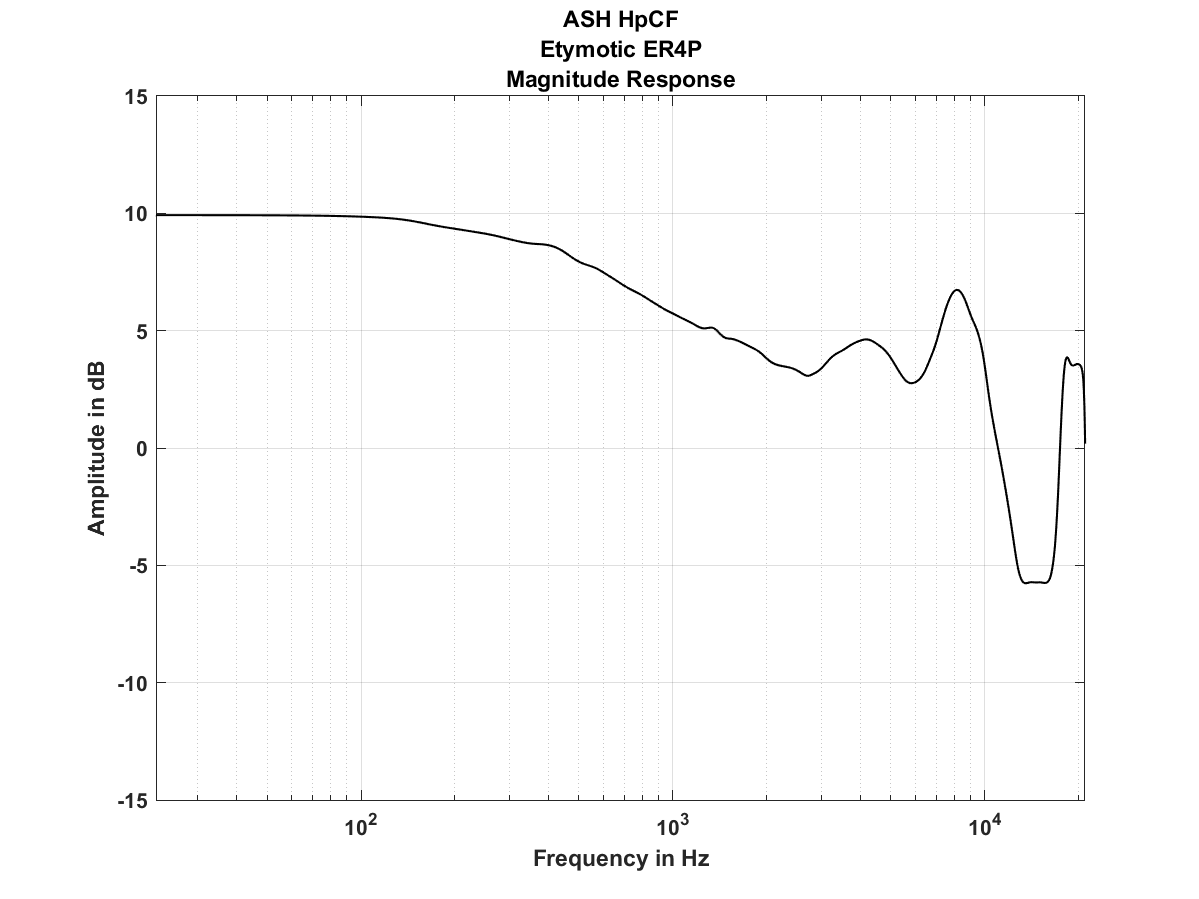 ASH HpCF
Etymotic ER4P
Magnitude Response
15
10
5
0
-5
-10
-15
Amplitude in dB
10²
10³
10⁴
Frequency in Hz